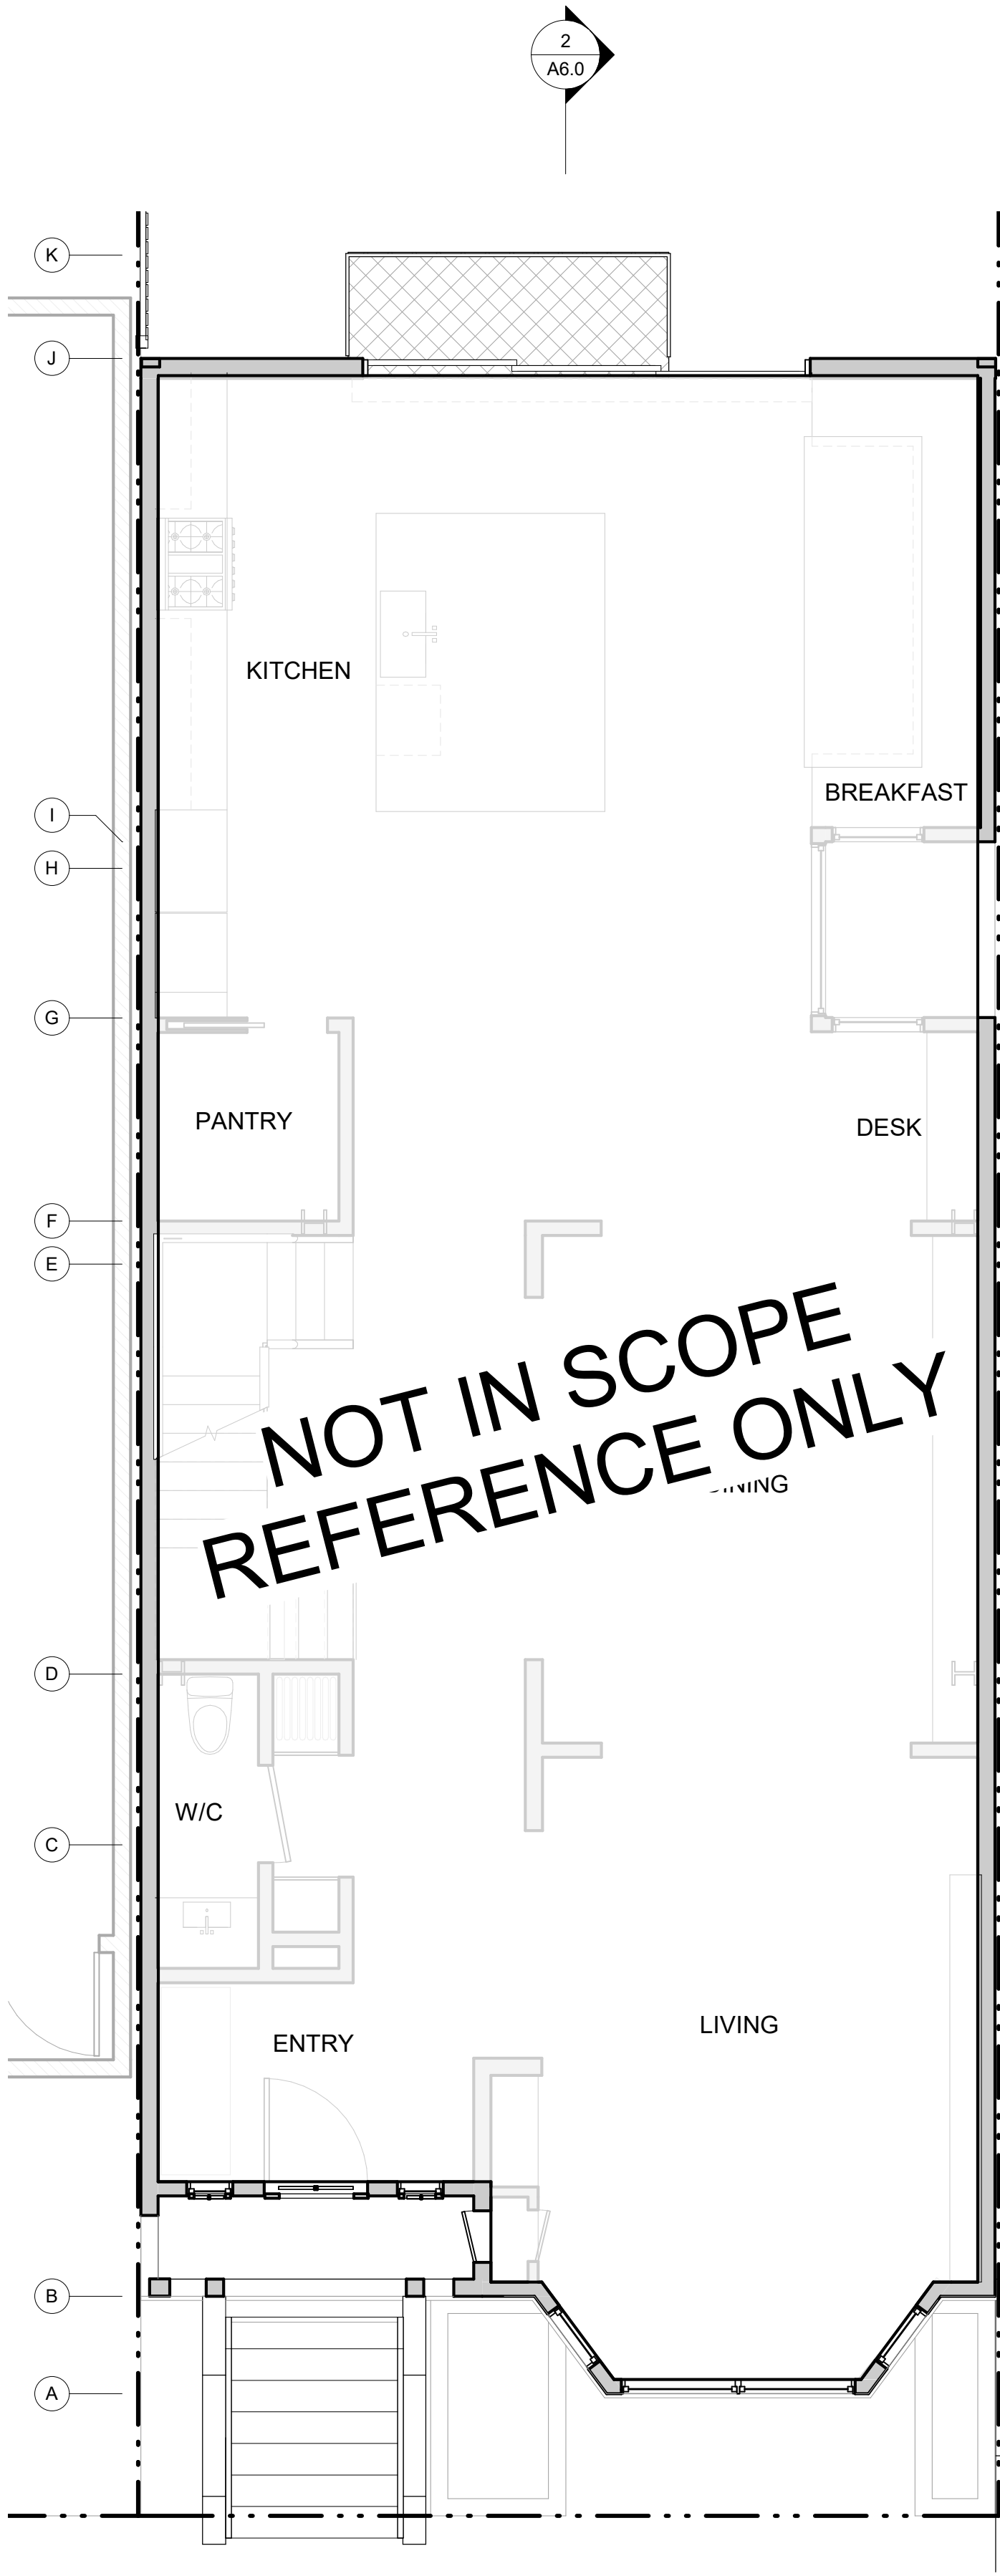 2
A6.0
K
J
KITCHEN
BREAKFAST
I
H
G
PANTRY
DESK
F
E
NOT IN SCOPE
REFERENCE ONLY
D
W/C
C
LIVING
ENTRY
B
A